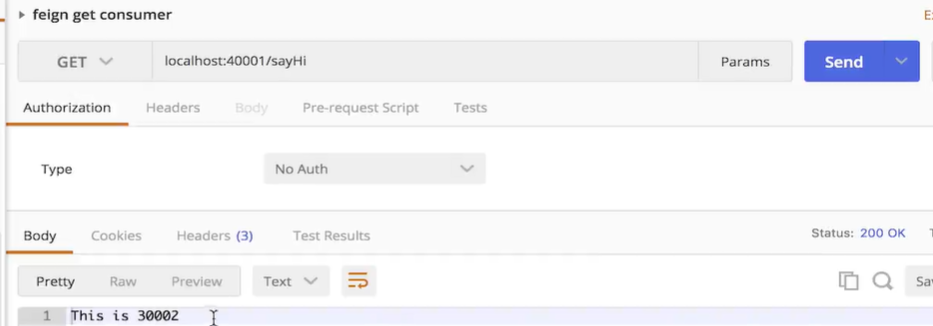 feign get consumer
GET localhost:40001/sayHi Params Send
Authorization Headers Body Pre-request Script Tests
Type No Auth
Body Cookies Headers (3) Test Results Status: 200 OK
Pretty Raw Preview Text
1 This is 30002